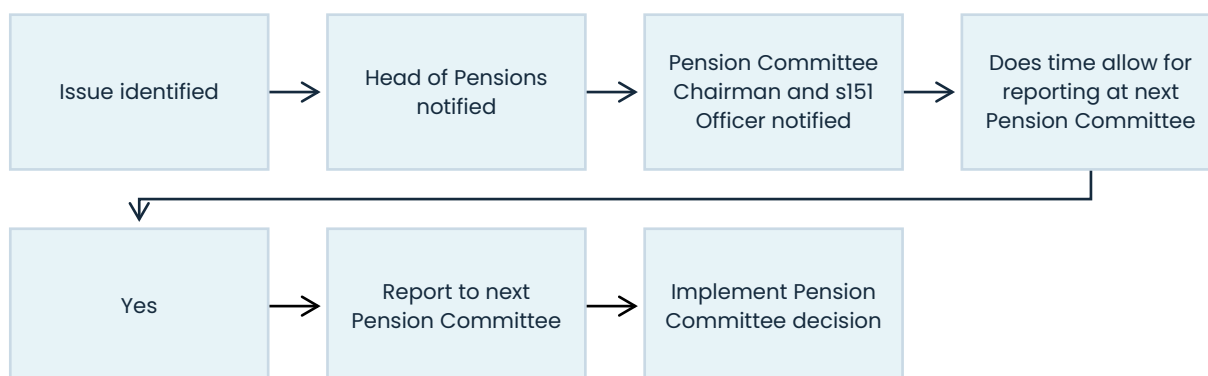 Issue identified
Head of Pensions
notified
Pension Committee
Chairman and s151
Officer notified
Does time allow for
reporting at next
Pension Committee
Yes
Report to next
Pension Committee
Implement Pension
Committee decision